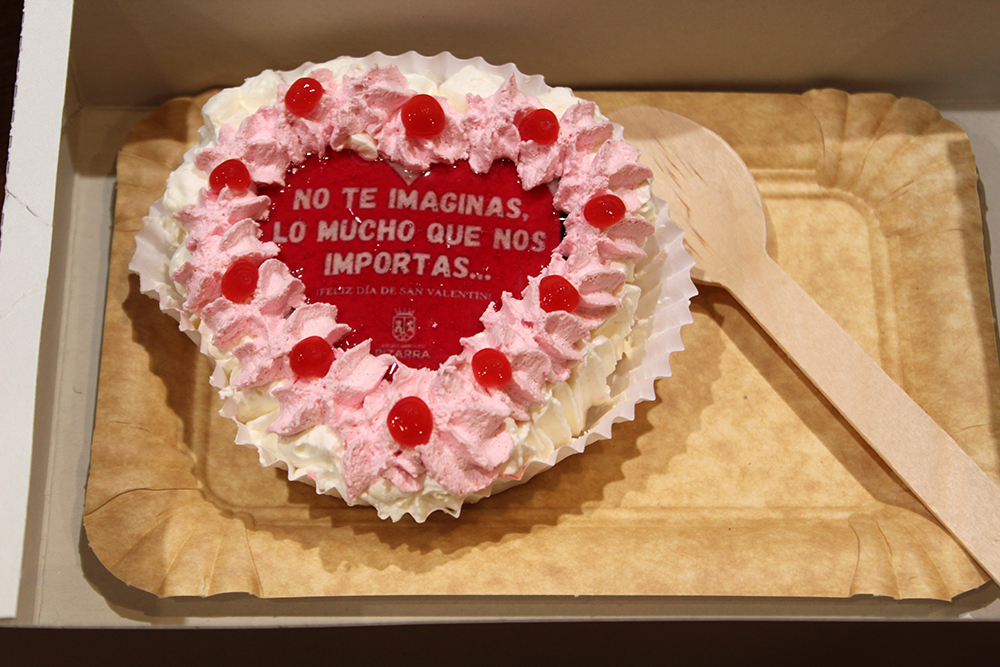 NO TE IMAGINAS,
LO MUCHO QUE NOS
IMPORTAS...
¡FELIZ DÍA DE SAN VALENTÍN!